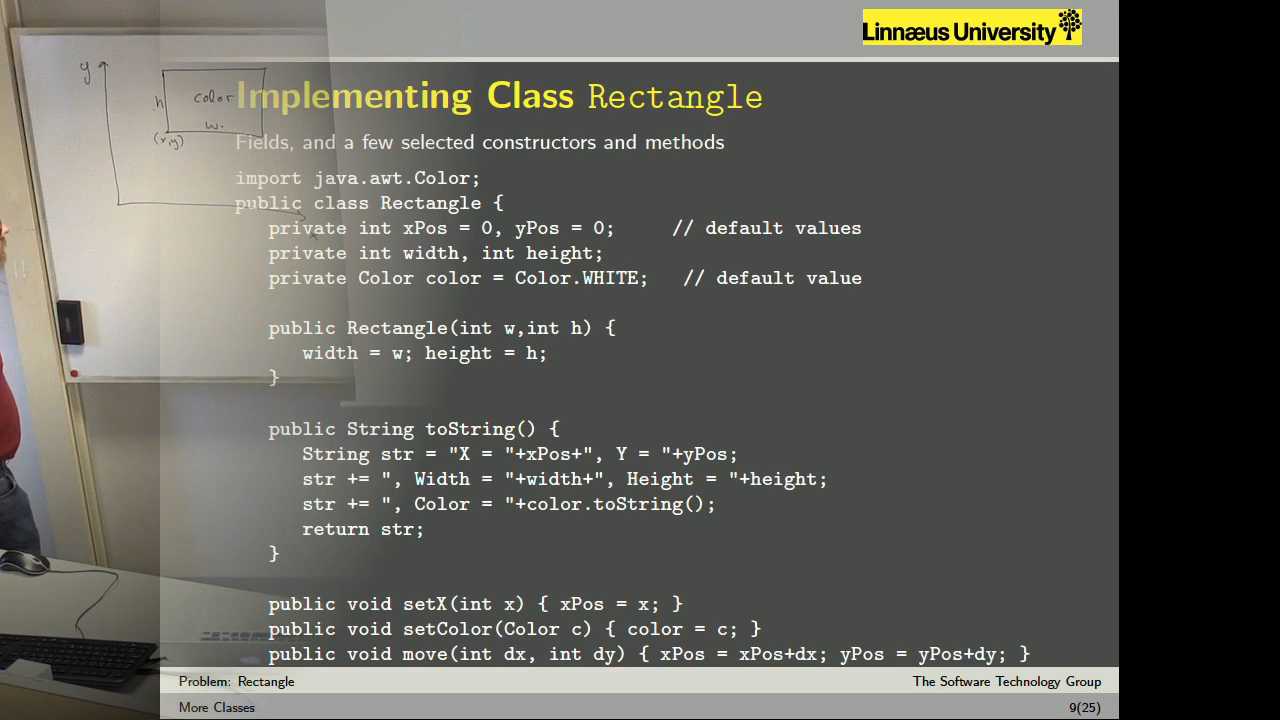 Linnæus University
y
h
color
w
(x,y)
x
Implementing Class Rectangle
Fields, and a few selected constructors and methods
import java.awt.Color;
public class Rectangle {
private int xPos = 0, yPos = 0; // default values
private int width, int height;
private Color color = Color.WHITE; // default value
public Rectangle(int w,int h) {
width = w; height = h;
}
public String toString() {
String str = "X = "+xPos+", Y = "+yPos;
str += ", Width = "+width+", Height = "+height;
str += ", Color = "+color.toString();
return str;
}
public void setX(int x) { xPos = x; }
public void setColor(Color c) { color = c; }
public void move(int dx, int dy) { xPos = xPos+dx; yPos = yPos+dy; }
Problem: Rectangle
The Software Technology Group
More Classes
9(25)